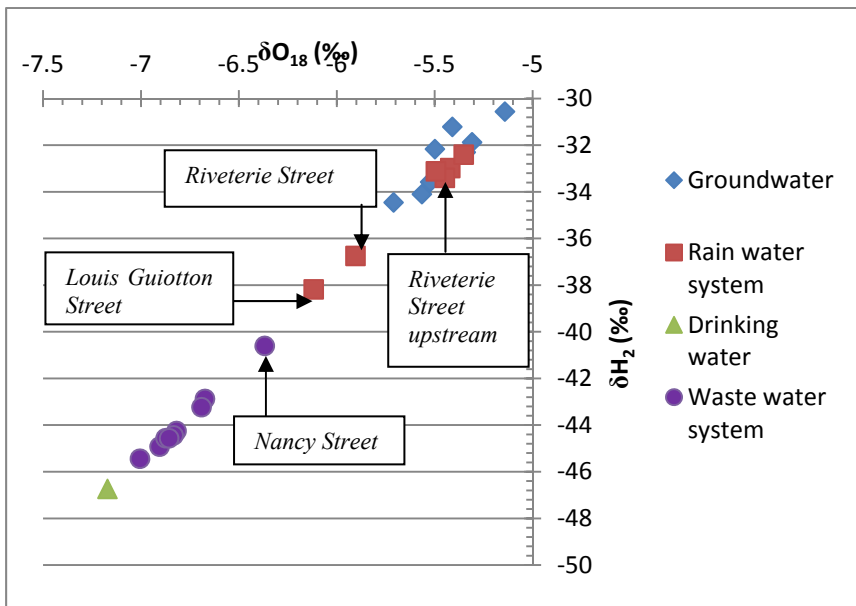 δO₁₈ (‰)
-7.5 -7 -6.5 -6 -5.5 -5
-30
-32
-34
-36
-38
-40
-42
-44
-46
-48
-50
δH₂ (‰)
Riveterie Street
Louis Guiotton
Street
Riveterie
Street
upstream
Nancy Street
Groundwater
Rain water
system
Drinking
water
Waste water
system